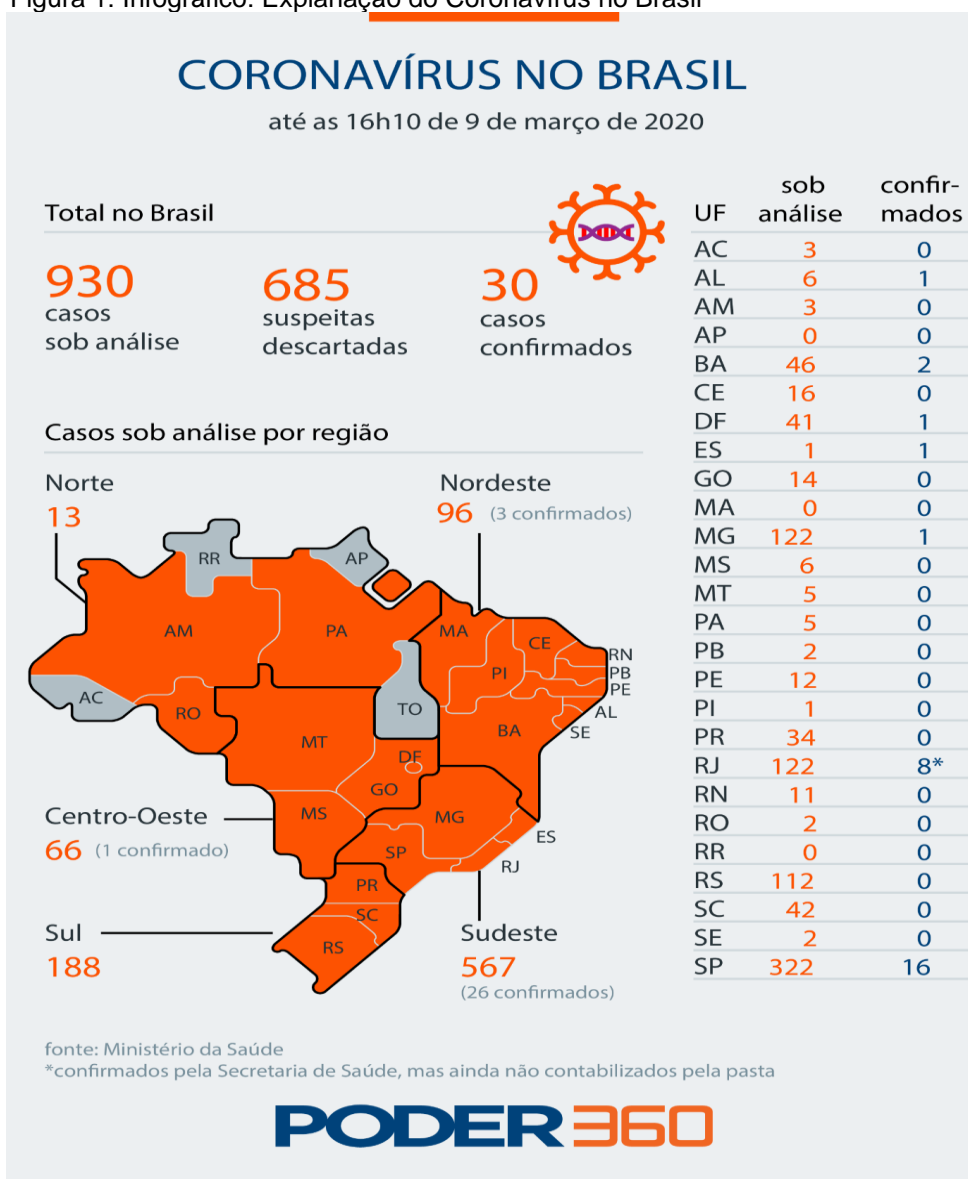 Figura 1: Infográfico: Explanação do Coronavírus no Brasil
CORONAVÍRUS NO BRASIL
até as 16h10 de 9 de março de 2020
Total no Brasil
930
casos
sob análise
685
suspeitas
descartadas
30
casos
confirmados
Casos sob análise por região
Norte
13
Nordeste
96 (3 confirmados)
RR
AP
AM
PA
MA
CE
RN
PI
PB
PE
AC
RO
TO
AL
BA
SE
MT
DF
GO
Centro-Oeste
66 (1 confirmado)
MS
MG
ES
SP
RJ
PR
SC
RS
Sul
188
Sudeste
567
(26 confirmados)
UF sob análise confir-mados
AC 3 0
AL 6 1
AM 3 0
AP 0 0
BA 46 2
CE 16 0
DF 41 1
ES 1 1
GO 14 0
MA 0 0
MG 122 1
MS 6 0
MT 5 0
PA 5 0
PB 2 0
PE 12 0
PI 1 0
PR 34 0
RJ 122 8*
RN 11 0
RO 2 0
RR 0 0
RS 112 0
SC 42 0
SE 2 0
SP 322 16
fonte: Ministério da Saúde
*confirmados pela Secretaria de Saúde, mas ainda não contabilizados pela pasta
PODER360